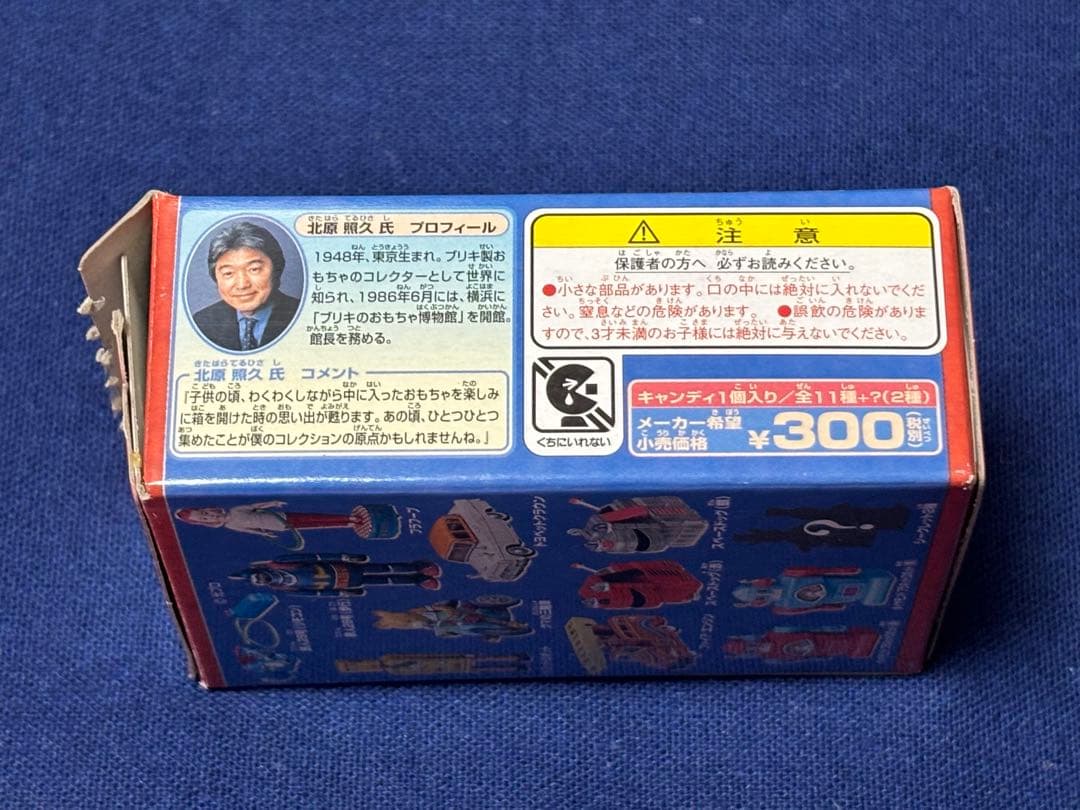 北原 照久 氏 プロフィール
1948年、東京生まれ。ブリキ製お
もちゃのコレクターとして世界に
知られ、1986年6月には、横浜に
「ブリキのおもちゃ博物館」を開館。
館長を務める。
北原 照久 氏 コメント
『子供の頃、わくわくしながら中に入ったおもちゃを楽しみ
に箱を開けた時の思い出が甦ります。あの頃、ひとつひとつ
集めたことが僕のコレクションの原点かもしれませんね。』
注意
保護者の方へ 必ずお読みください。
●小さな部品があります。口の中には絶対に入れないでくだ
さい。窒息などの危険があります。 ●誤飲の危険がありま
すので、3才未満のお子様には絶対に与えないでください。
くちにいれない
キャンディ1個入り/全11種+?(2種)
メーカー希望
小売価格
¥300(税別)
トヨペットクラウン
?